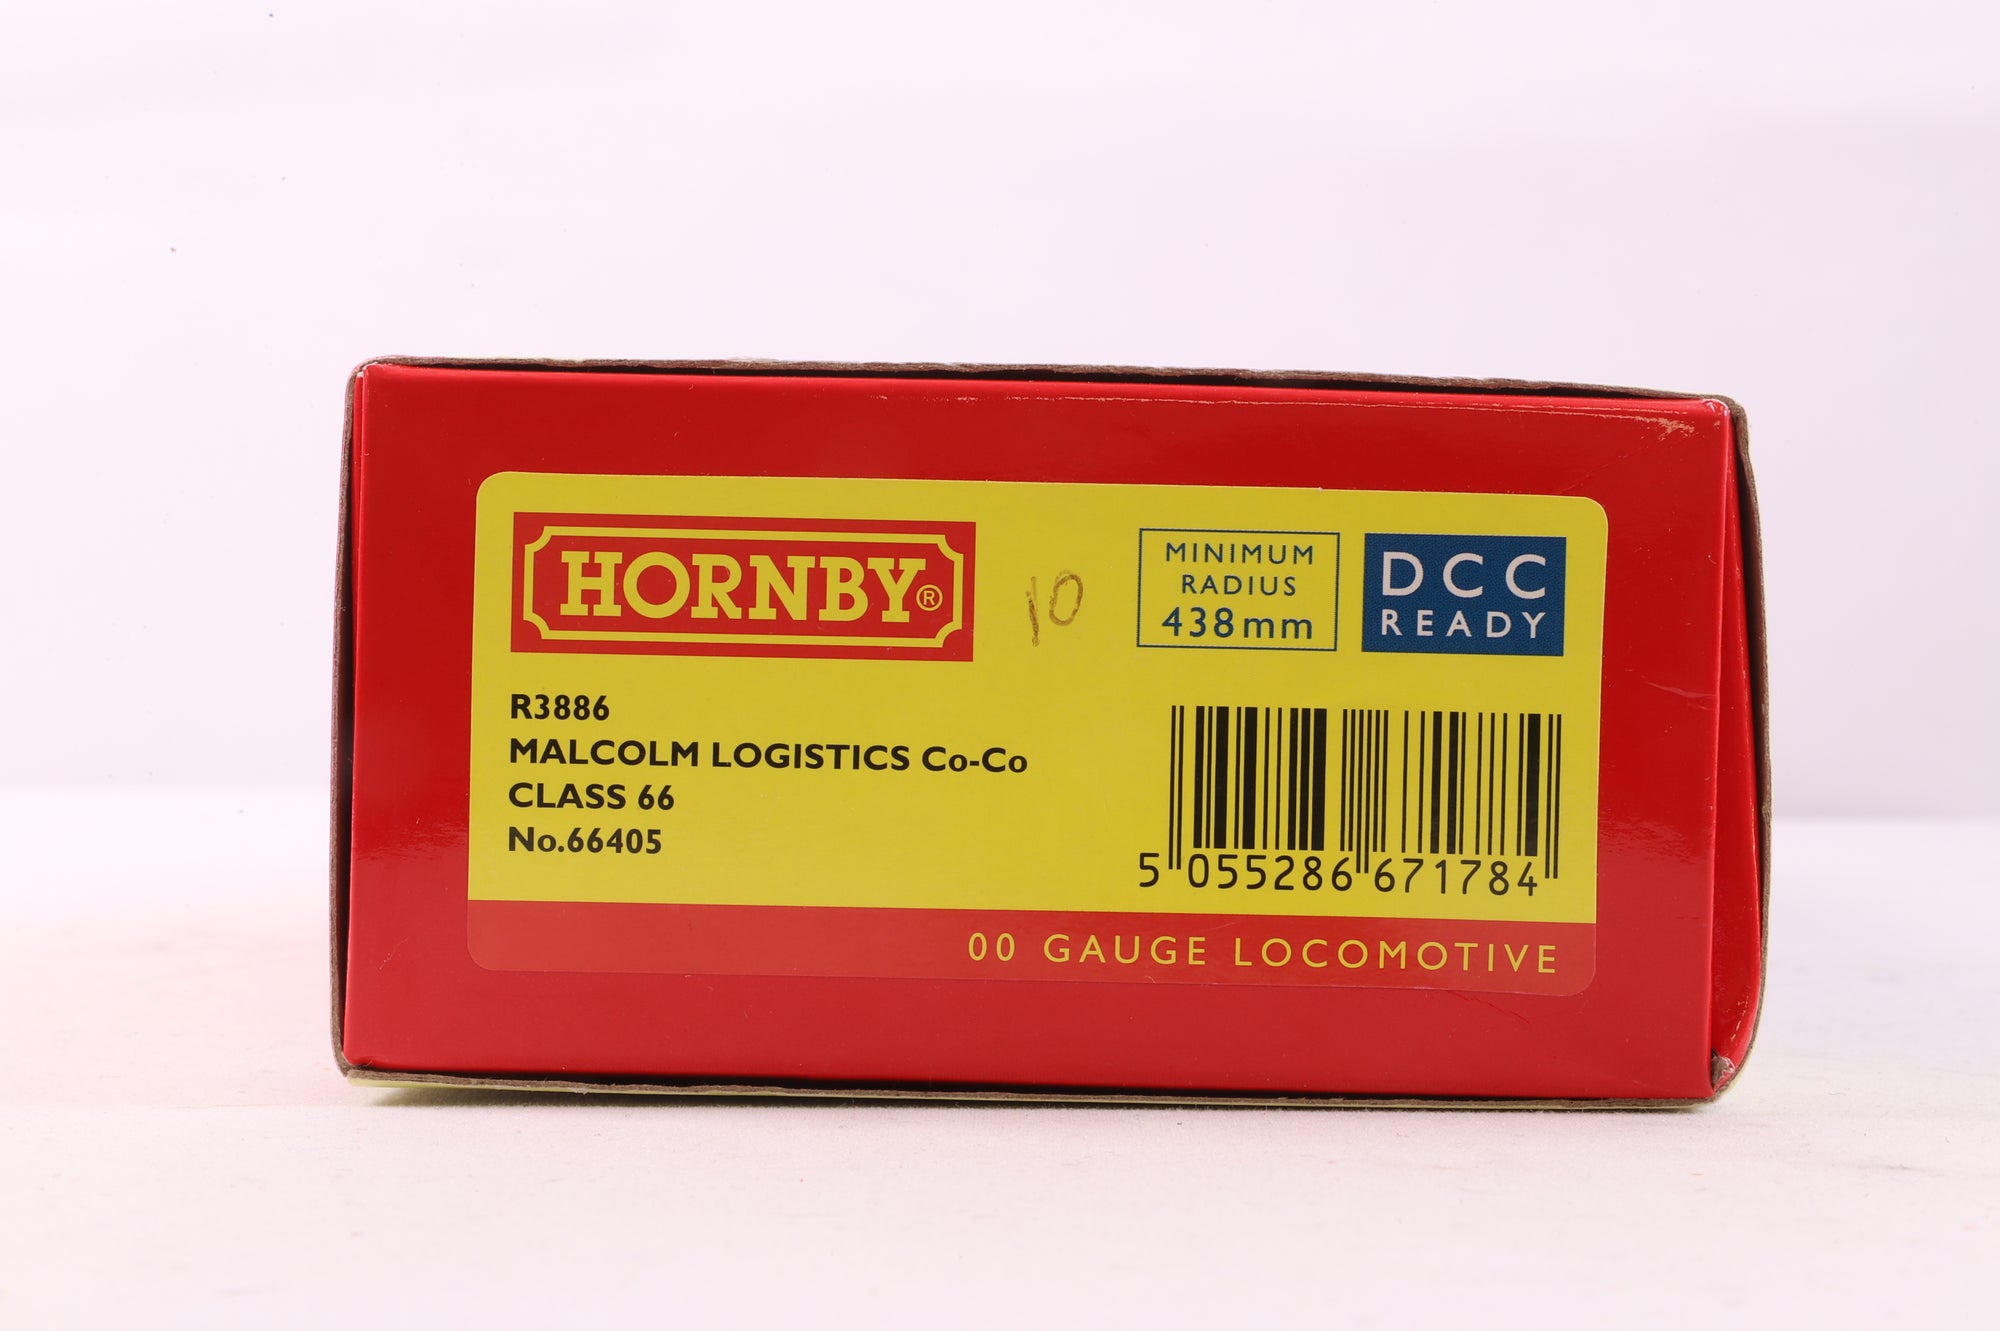 HORNBY®
10
MINIMUM
RADIUS
438mm
DCC
READY
R3886
MALCOLM LOGISTICS Co-Co
CLASS 66
No.66405
5 055286 671784
00 GAUGE LOCOMOTIVE